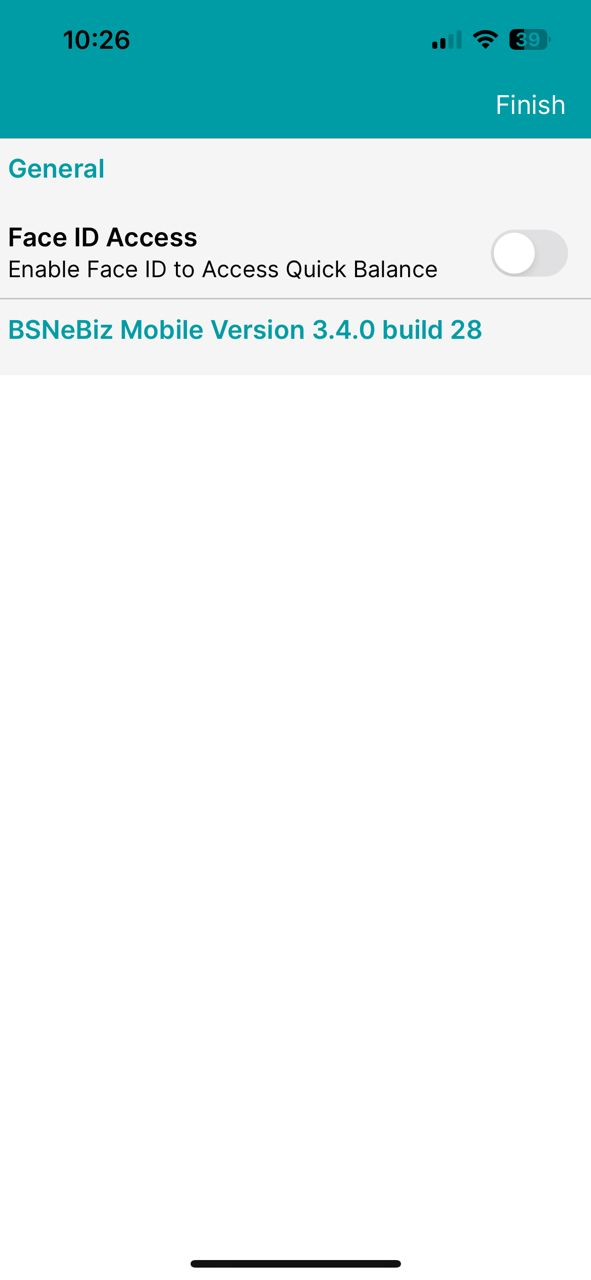 10:26
39
Finish
General
Face ID Access
Enable Face ID to Access Quick Balance
BSNeBiz Mobile Version 3.4.0 build 28